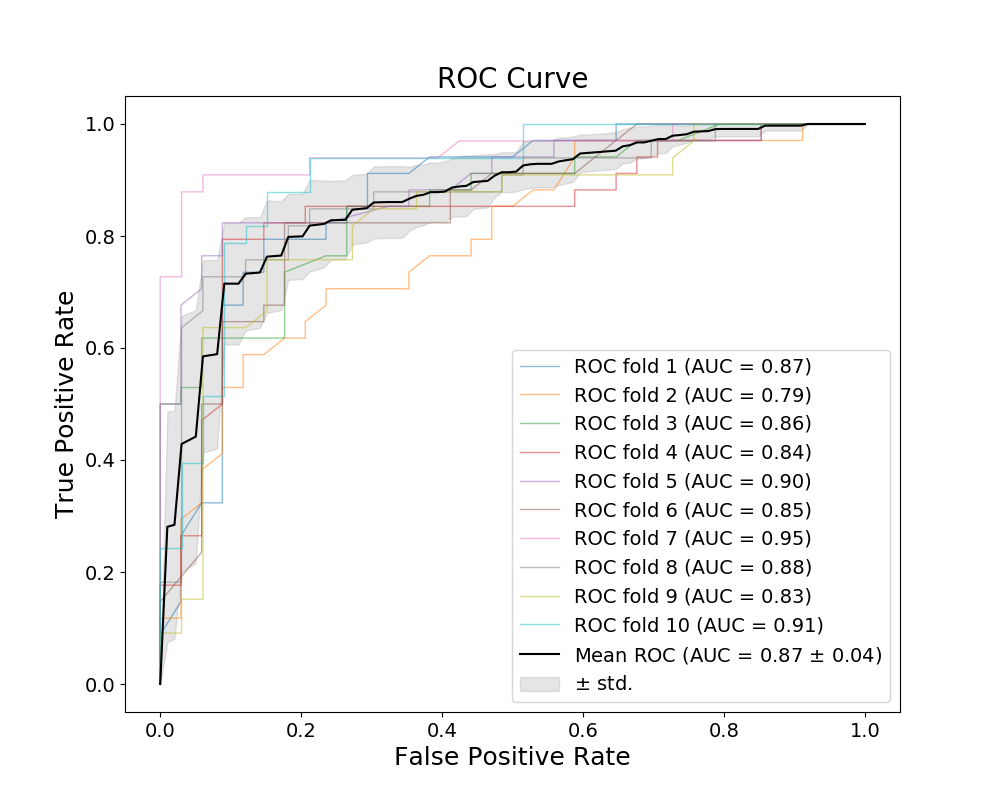 ROC Curve
True Positive Rate
1.0
0.8
0.6
0.4
0.2
0.0
ROC fold 1 (AUC = 0.87)
ROC fold 2 (AUC = 0.79)
ROC fold 3 (AUC = 0.86)
ROC fold 4 (AUC = 0.84)
ROC fold 5 (AUC = 0.90)
ROC fold 6 (AUC = 0.85)
ROC fold 7 (AUC = 0.95)
ROC fold 8 (AUC = 0.88)
ROC fold 9 (AUC = 0.83)
ROC fold 10 (AUC = 0.91)
Mean ROC (AUC = 0.87 ± 0.04)
± std.
0.0 0.2 0.4 0.6 0.8 1.0
False Positive Rate